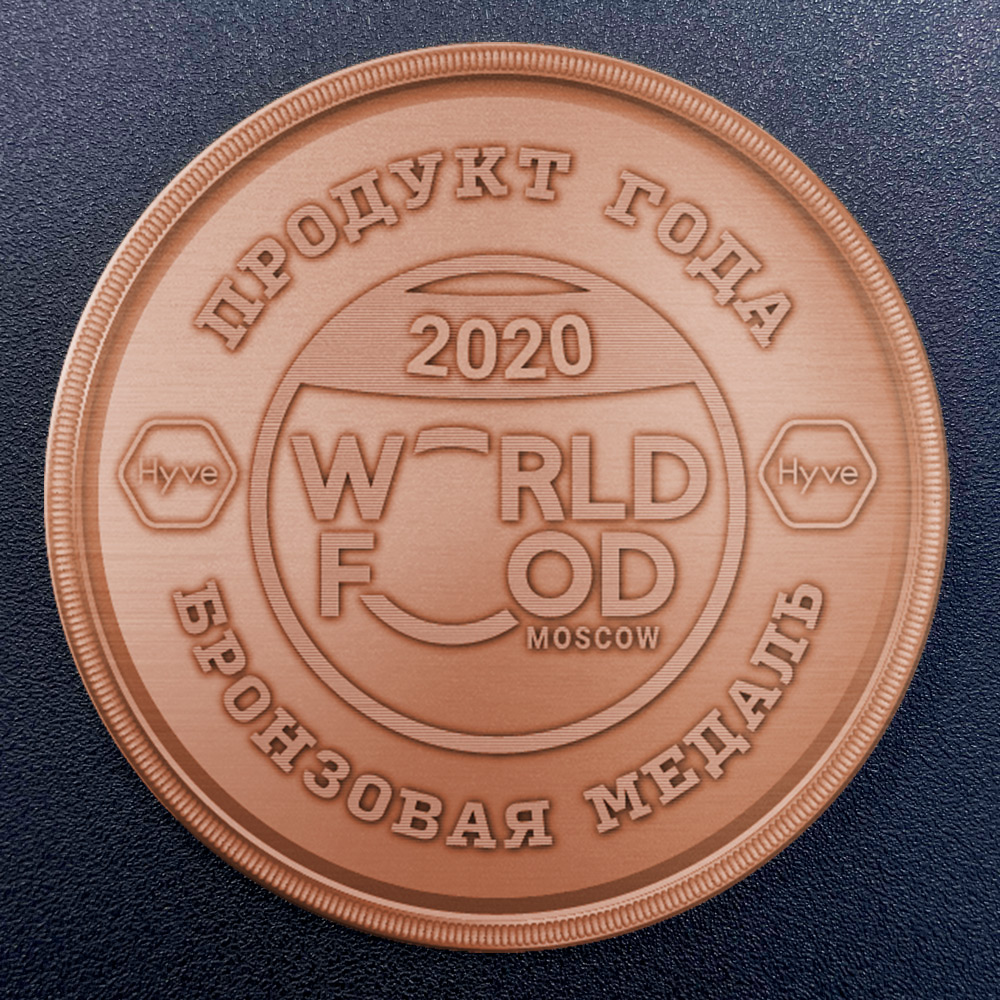 ПРОДУКТ ГОДА
2020
Hyve
WORLD
FOOD
MOSCOW
Hyve
БРОНЗОВАЯ МЕДАЛЬ